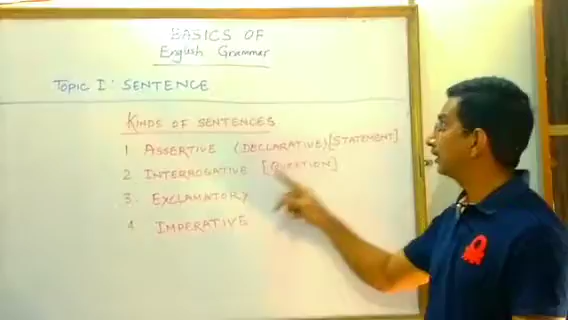 BASICS OF
English Grammar
TOPIC I: SENTENCE
KINDS OF SENTENCES
1 ASSERTIVE (DECLARATIVE) [STATEMENT]
2 INTERROGATIVE [QUESTION]
3. EXCLAMATORY
4 IMPERATIVE